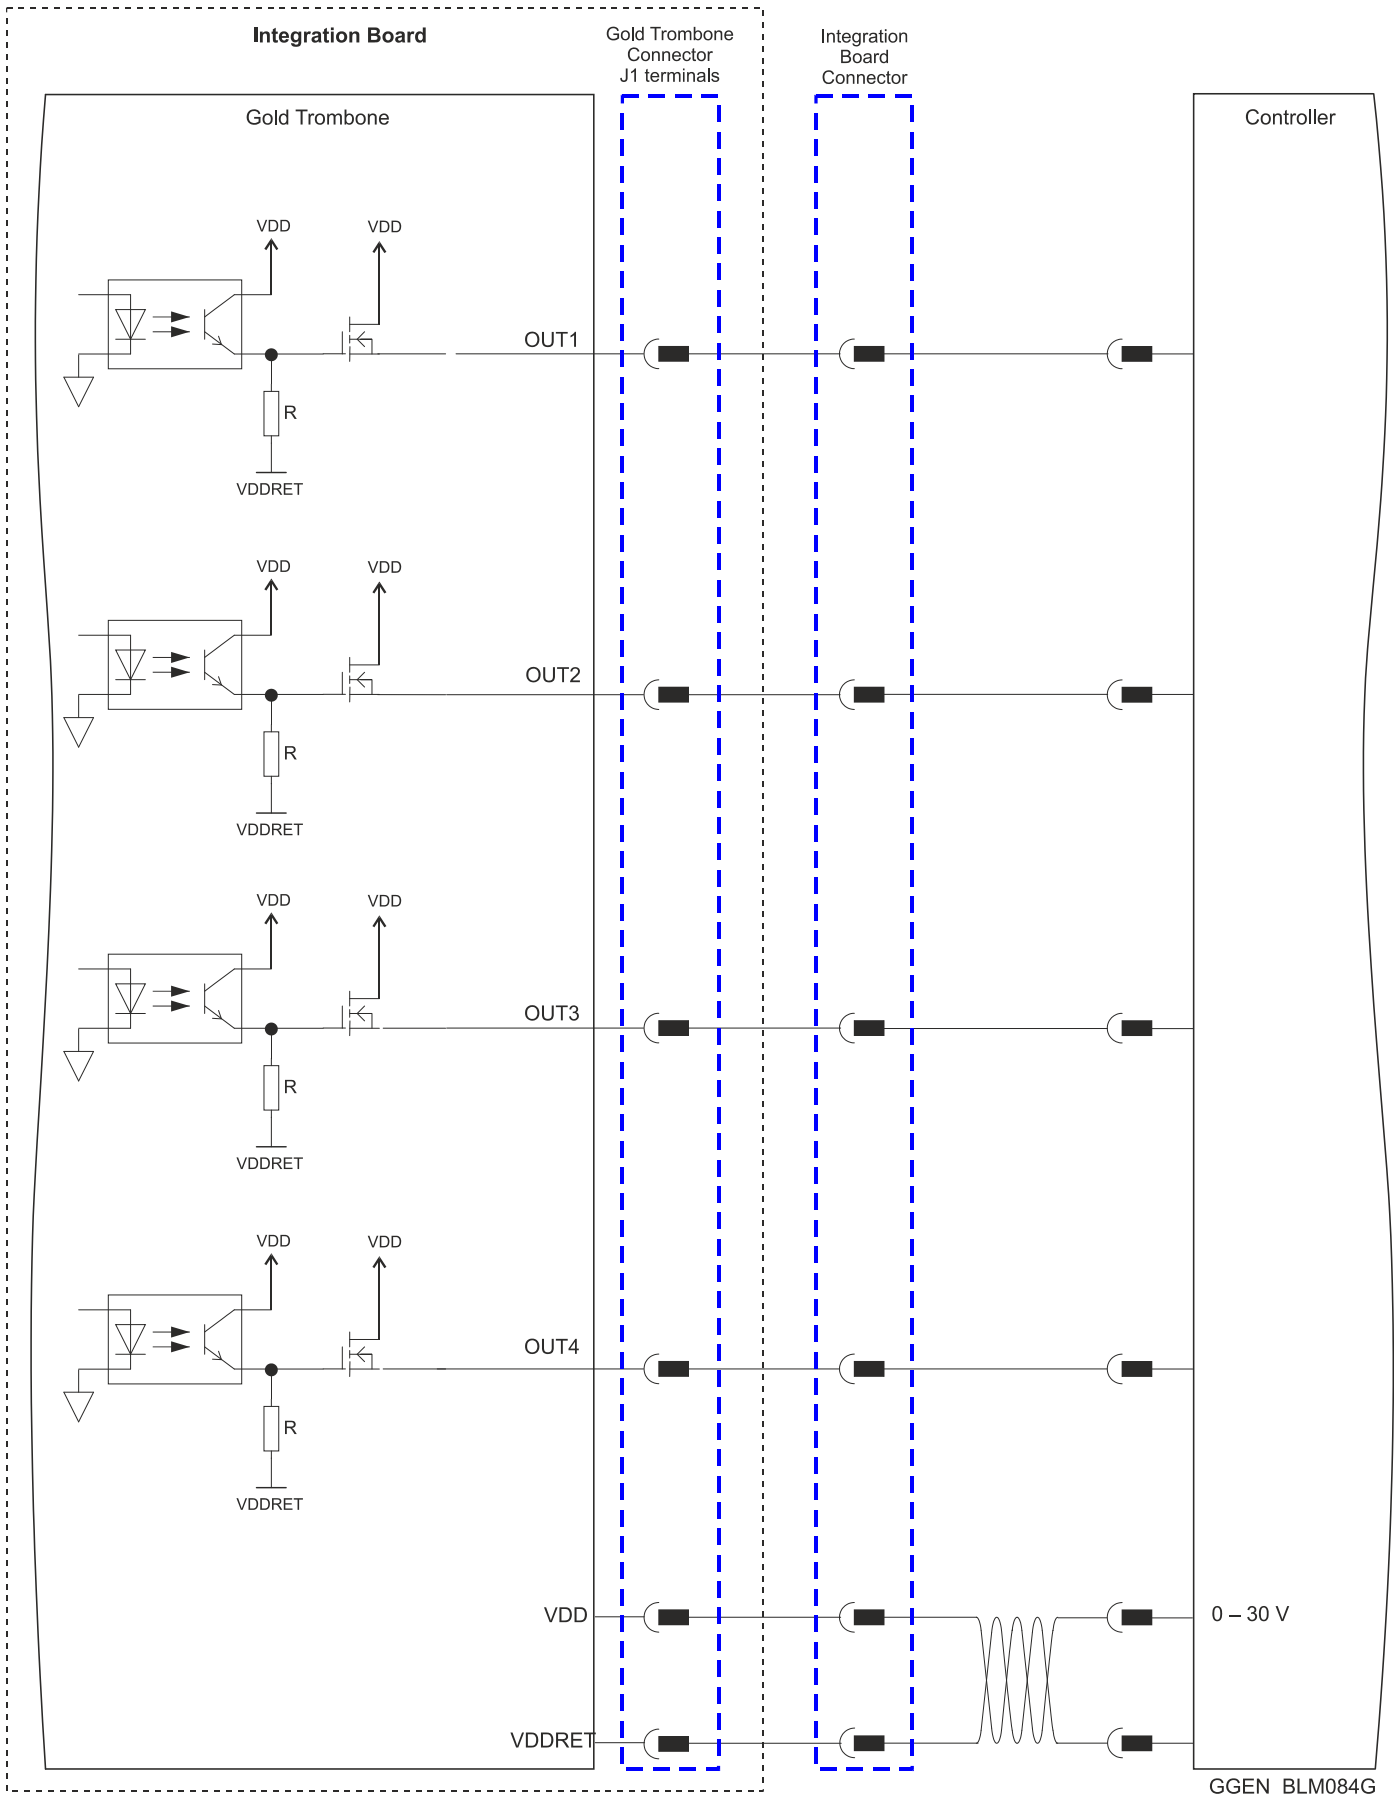 Integration Board
Gold Trombone
Connector
J1 terminals
Integration
Board
Connector
Gold Trombone
Controller
VDD
VDD
OUT1
R
VDDRET
VDD
VDD
OUT2
R
VDDRET
VDD
VDD
OUT3
R
VDDRET
VDD
VDD
OUT4
R
VDDRET
VDD
0 – 30 V
VDDRET
GGEN BLM084G